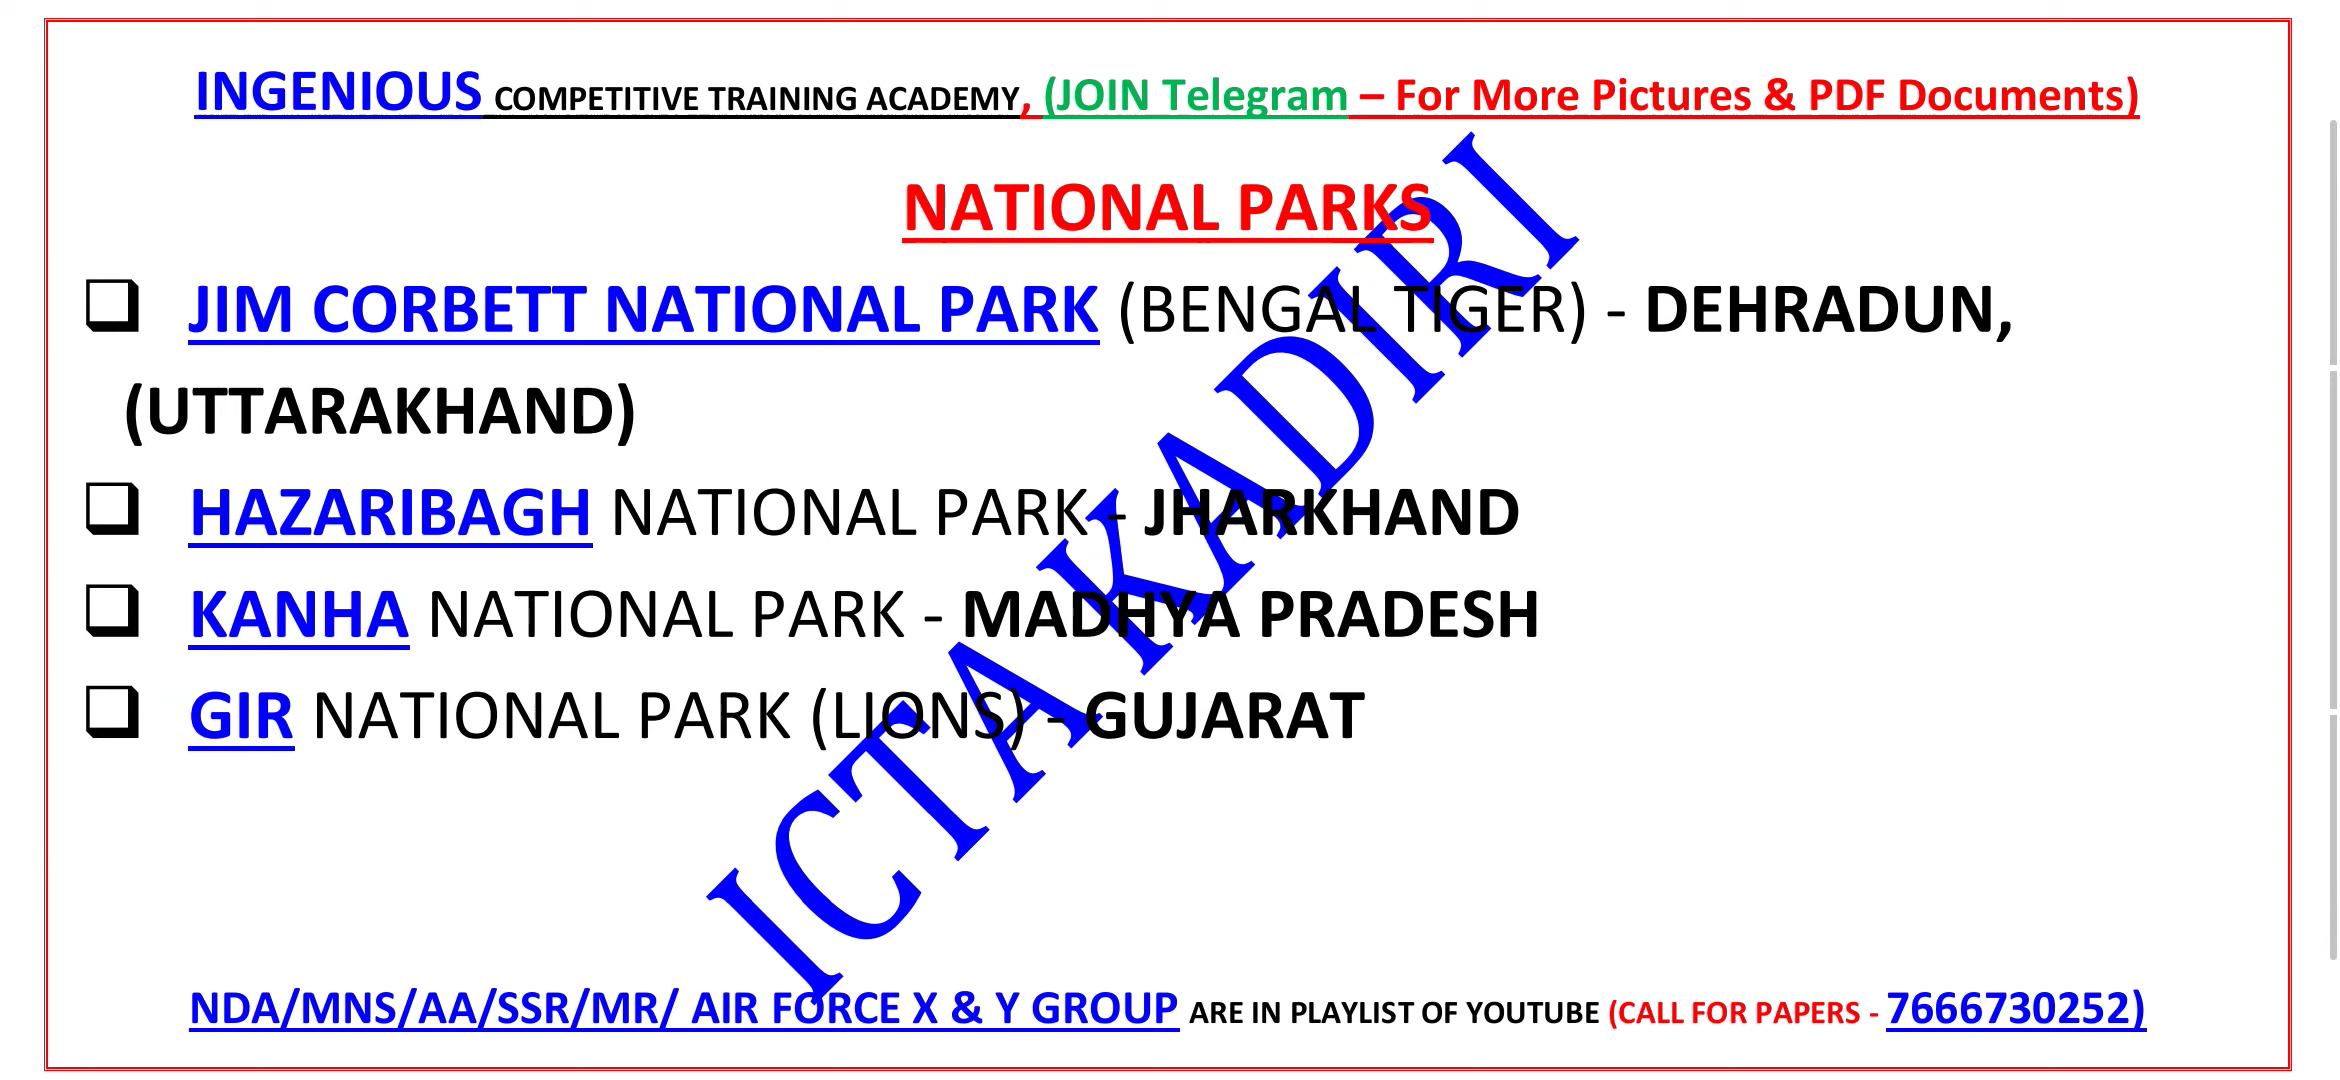 INGENIOUS COMPETITIVE TRAINING ACADEMY, (JOIN Telegram – For More Pictures & PDF Documents)
NATIONAL PARKS
JIM CORBETT NATIONAL PARK (BENGAL TIGER) - DEHRADUN,
(UTTARAKHAND)
HAZARIBAGH NATIONAL PARK - JHARKHAND
KANHA NATIONAL PARK - MADHYA PRADESH
GIR NATIONAL PARK (LIONS) - GUJARAT
ICTA KADIRI
NDA/MNS/AA/SSR/MR/ AIR FORCE X & Y GROUP ARE IN PLAYLIST OF YOUTUBE (CALL FOR PAPERS - 7666730252)